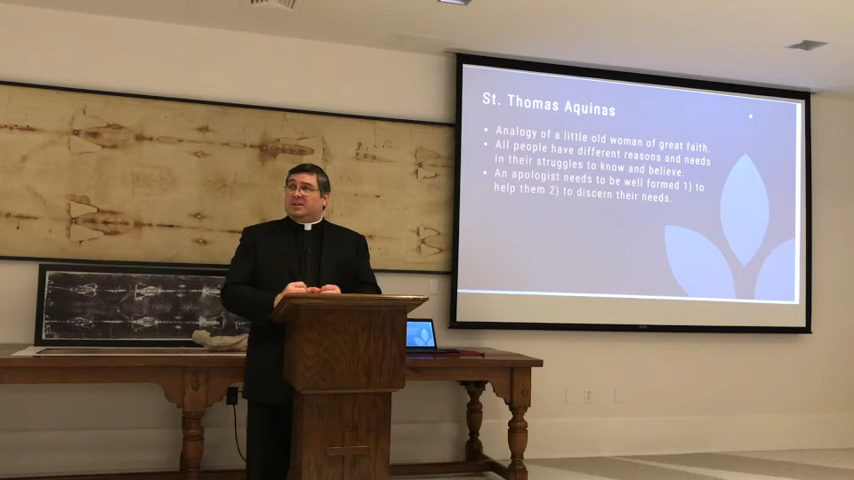 St. Thomas Aquinas
• Analogy of a little old woman of great faith.
• All people have different reasons and needs
in their struggles to know and believe.
• An apologist needs to be well formed 1) to
help them 2) to discern their needs.